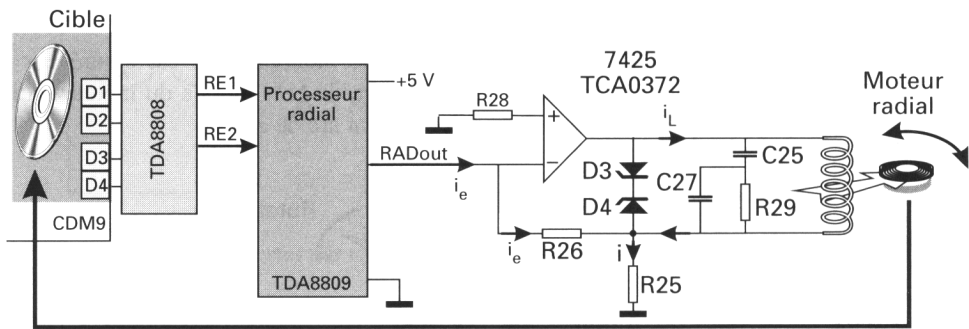 Cible
D1
D2
D3
D4
CDM9
TDA8808
RE1
RE2
Processeur
radial
TDA8809
+5 V
RADout
ie
R28
7425
TCA0372
+
−
iL
D3
D4
C27
C25
R29
ie
R26
i
R25
Moteur
radial